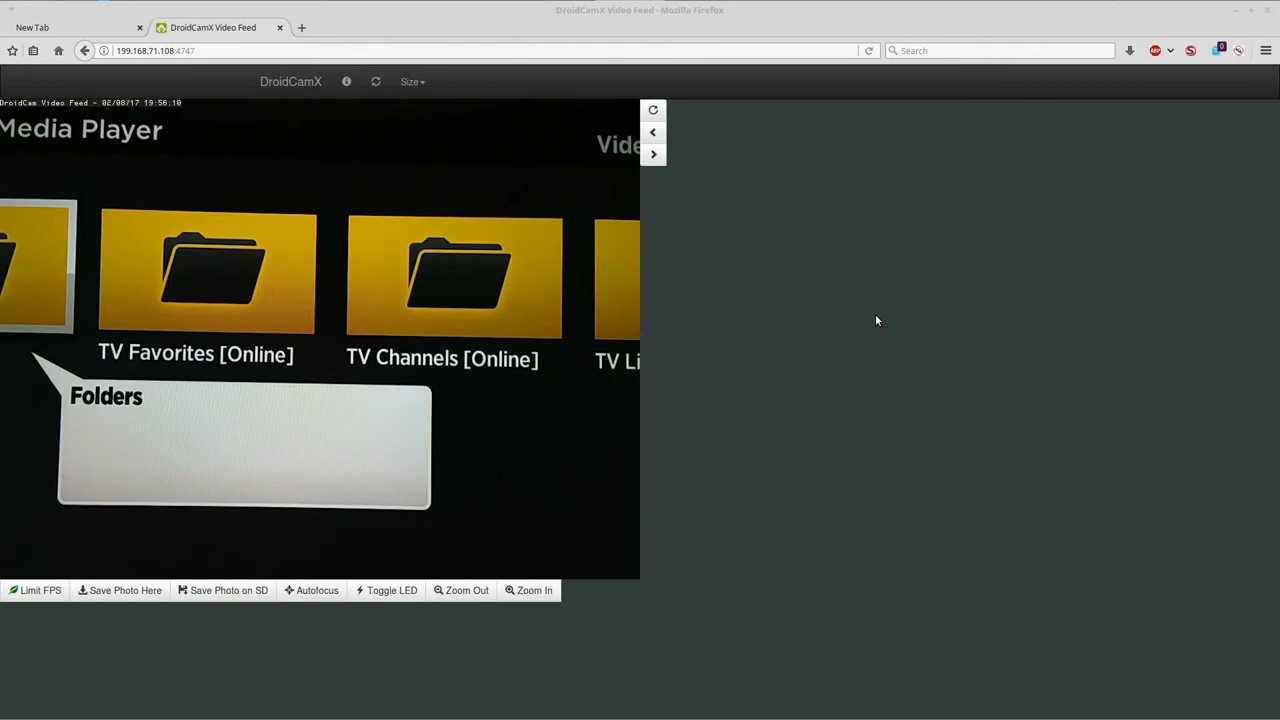 DroidCamX Video Feed - Mozilla Firefox
New Tab
DroidCamX Video Feed
199.168.71.108:4747
Search
ABP
0
DroidCamX
Size
DroidCam Video Feed - 02/08/17 19:56:10
Media Player
Vide
TV Favorites [Online]
TV Channels [Online]
TV Li
Folders
Limit FPS
Save Photo Here
Save Photo on SD
Autofocus
Toggle LED
Zoom Out
Zoom In